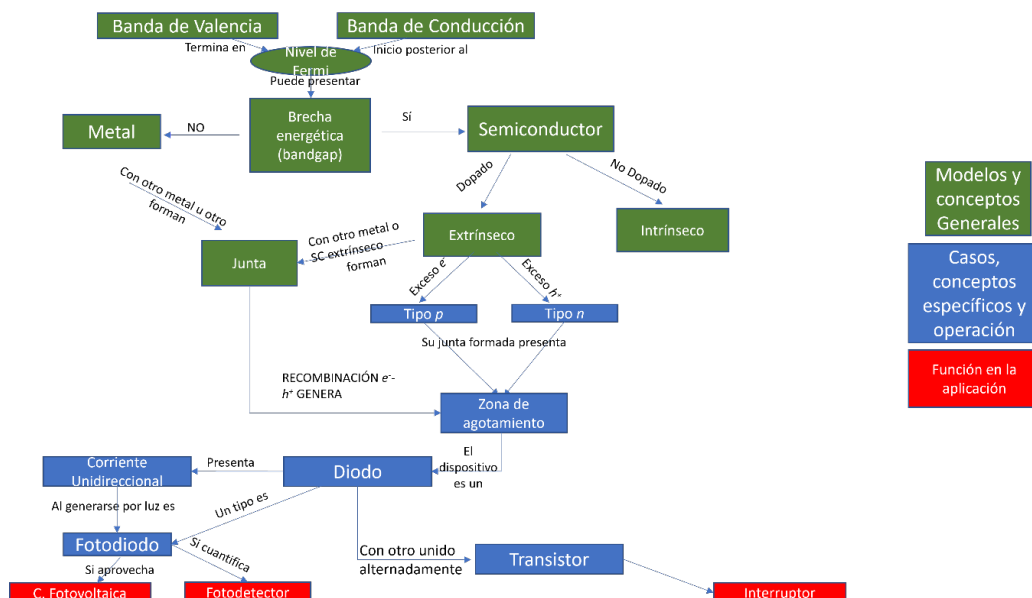 Banda de Valencia
Banda de Conducción
Termina en
Inicio posterior al
Nivel de
Fermi
Puede presentar
Metal
NO
Brecha
energética
(bandgap)
Sí
Semiconductor
Dopado
No Dopado
Con otro metal u otro
forman
Con otro metal o
SC extrínseco
forman
Extrínseco
Intrínseco
Junta
Exceso e-
Exceso h+
Tipo p
Tipo n
Su junta formada presenta
RECOMBINACIÓN e--
h+ GENERA
Zona de
agotamiento
El
dispositivo
es un
Corriente
Unidireccional
Presenta
Diodo
Al generarse por luz es
Un tipo es
Fotodiodo
Si cuantifica
Si aprovecha
Con otro unido
alternadamente
Transistor
C. Fotovoltaica
Fotodetector
Interruptor
Modelos y
conceptos
Generales
Casos,
conceptos
específicos y
operación
Función en la
aplicación